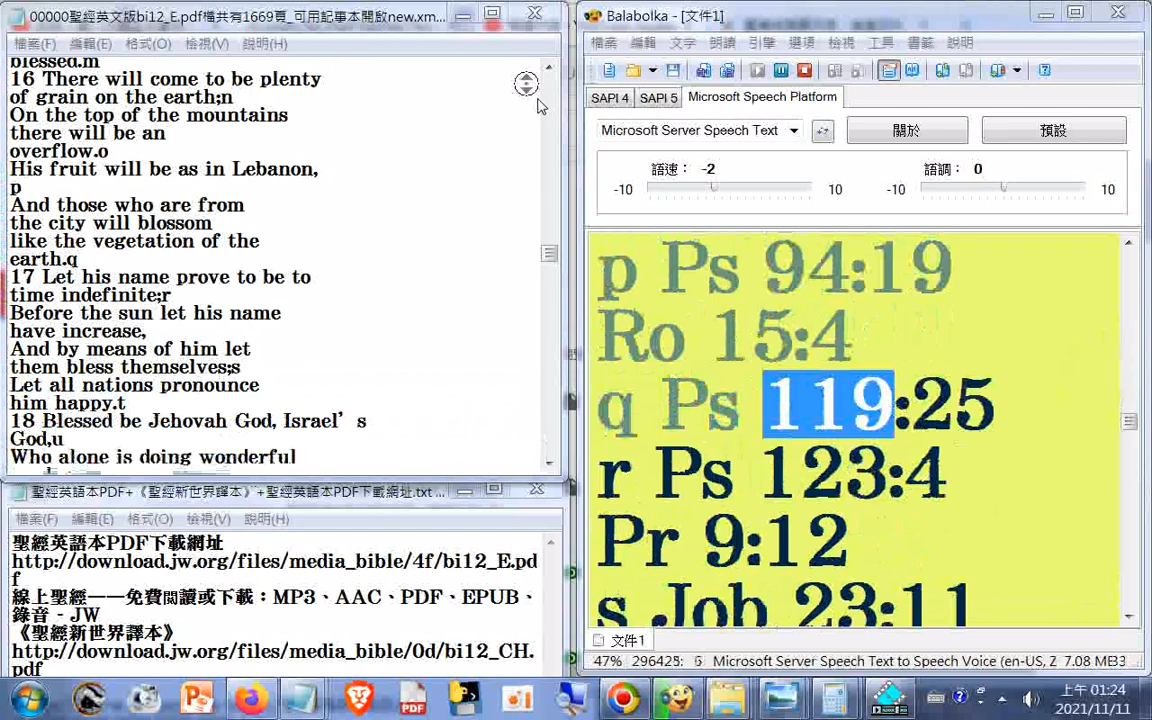 00000聖經英文版bi12_E.pdf檔共有1669頁_可用記事本開啟new.xm...
檔案(F) 編輯(E) 格式(O) 檢視(V) 說明(H)
blessed.m
16 There will come to be plenty
of grain on the earth;n
On the top of the mountains
there will be an
overflow.o
His fruit will be as in Lebanon,
p
And those who are from
the city will blossom
like the vegetation of the
earth.q
17 Let his name prove to be to
time indefinite;r
Before the sun let his name
have increase,
And by means of him let
them bless themselves;s
Let all nations pronounce
him happy.t
18 Blessed be Jehovah God, Israel’s
God,u
Who alone is doing wonderful
聖經英語本PDF+《聖經新世界譯本》+聖經英語本PDF下載網址.txt ...
檔案(F) 編輯(E) 格式(O) 檢視(V) 說明(H)
聖經英語本PDF下載網址
http://download.jw.org/files/media_bible/4f/bi12_E.pd
f
線上聖經——免費閱讀或下載：MP3、AAC、PDF、EPUB、
錄音 - JW
《聖經新世界譯本》
http://download.jw.org/files/media_bible/0d/bi12_CH.
pdf
Balabolka - [文件1]
檔案 編輯 文字 朗讀 引擎 選項 檢視 工具 書籤 說明
SAPI 4 SAPI 5 Microsoft Speech Platform
Microsoft Server Speech Text 關於 預設
語速： -2 語調： 0
-10 10 -10 10
p Ps 94:19
Ro 15:4
q Ps 119:25
r Ps 123:4
Pr 9:12
s Job 23:11
文件1
47% 296425: 6 Microsoft Server Speech Text to Speech Voice (en-US, Z 7.08 MB
PDF
上午 01:24
2021/11/11